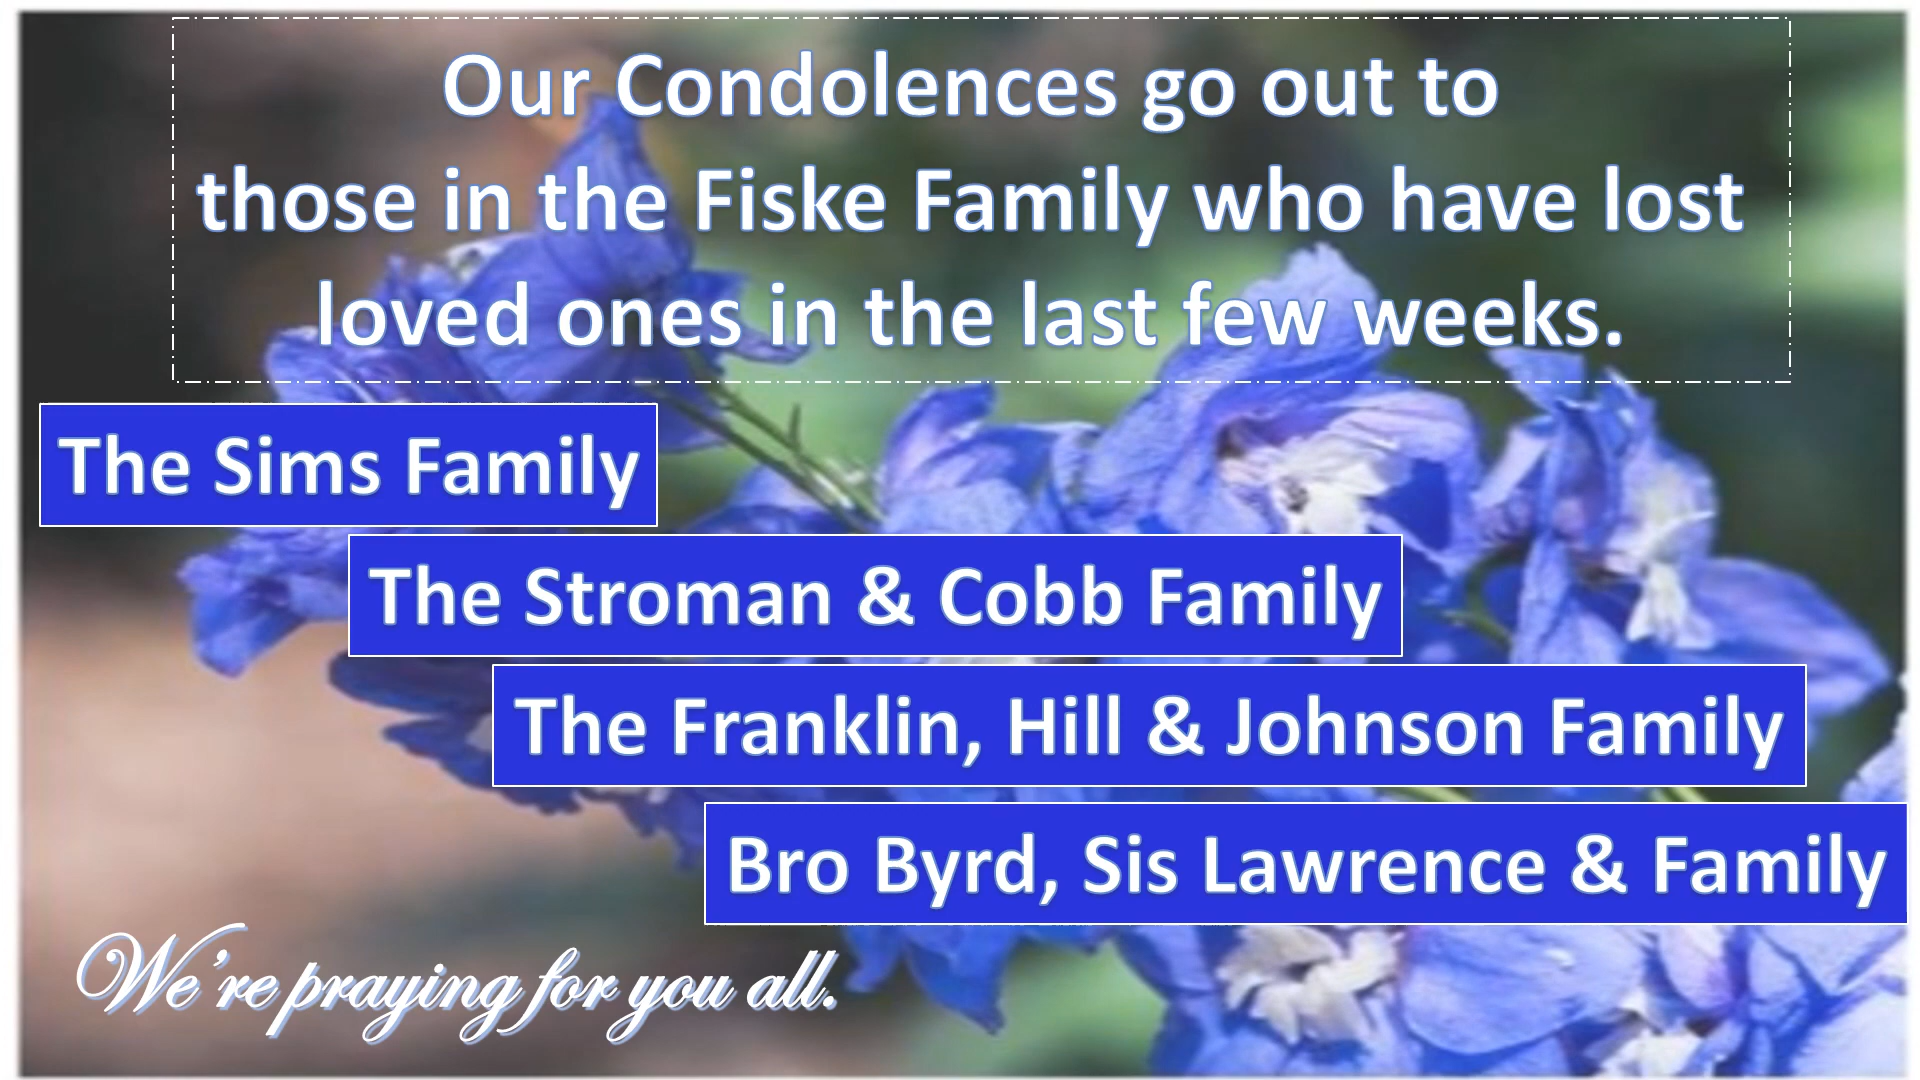 Our Condolences go out to
those in the Fiske Family who have lost
loved ones in the last few weeks.
The Sims Family
The Stroman & Cobb Family
The Franklin, Hill & Johnson Family
Bro Byrd, Sis Lawrence & Family
We're praying for you all.